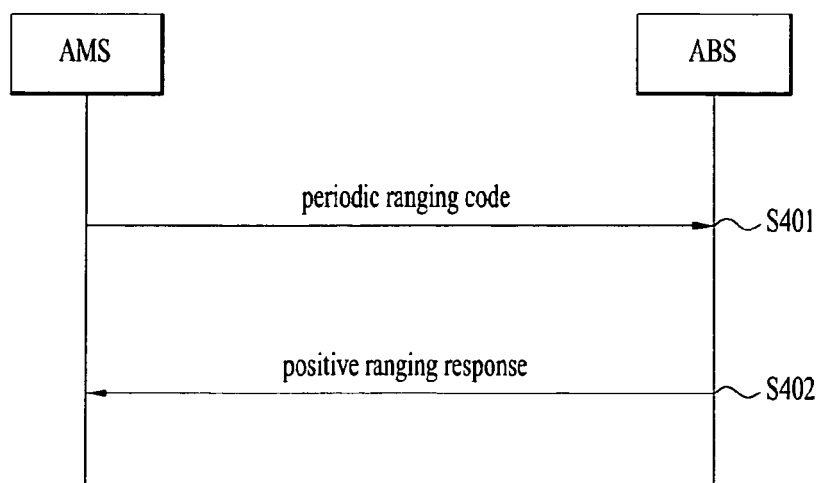 AMS
ABS
periodic ranging code
S401
positive ranging response
S402